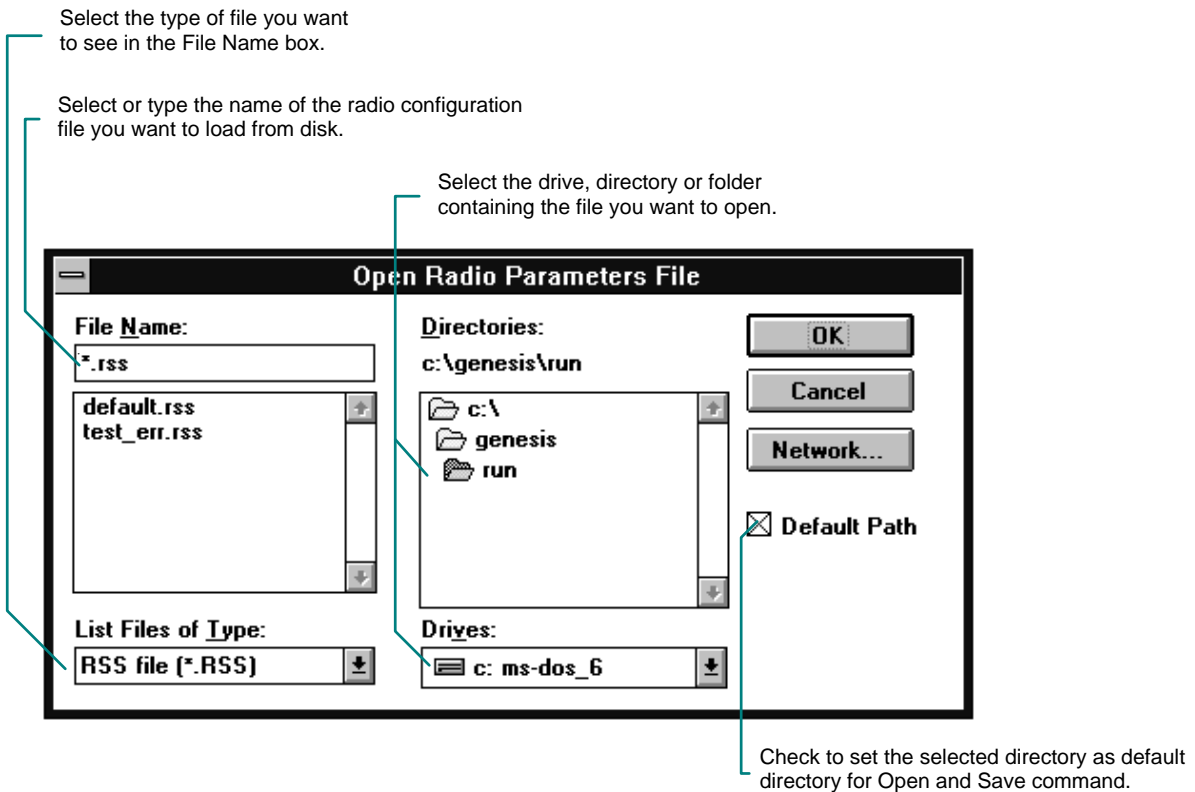 Select the type of file you want
to see in the File Name box.
Select or type the name of the radio configuration
file you want to load from disk.
Select the drive, directory or folder
containing the file you want to open.
Open Radio Parameters File
File Name:
*.rss
default.rss
test_err.rss
List Files of Type:
RSS file (*.RSS)
Directories:
c:\genesis\run
c:\
genesis
run
Drives:
c: ms-dos_6
OK
Cancel
Network...
Default Path
Check to set the selected directory as default
directory for Open and Save command.